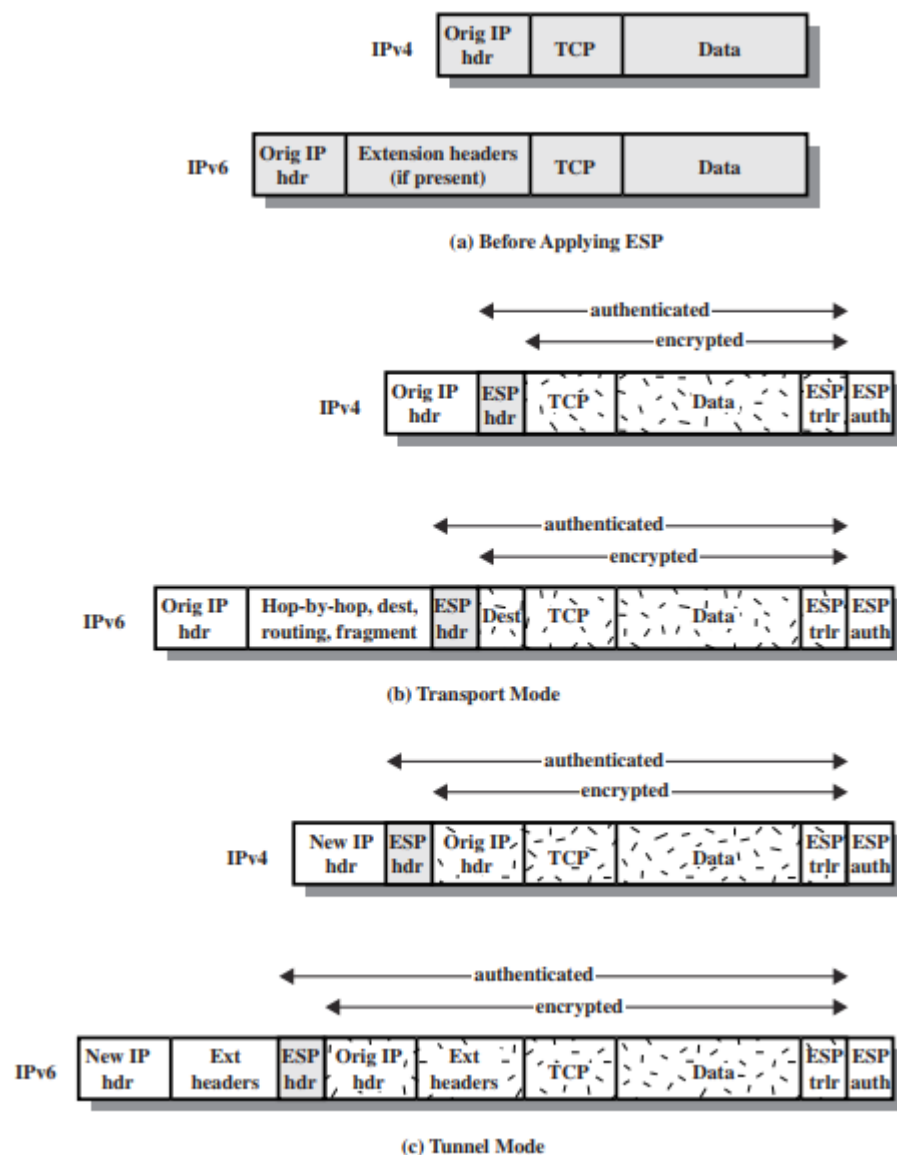 IPv4 Orig IP hdr TCP Data
IPv6 Orig IP hdr Extension headers (if present) TCP Data
(a) Before Applying ESP
authenticated
encrypted
IPv4 Orig IP hdr ESP hdr TCP Data ESP trlr ESP auth
authenticated
encrypted
IPv6 Orig IP hdr Hop-by-hop, dest, routing, fragment ESP hdr Dest TCP Data ESP trlr ESP auth
(b) Transport Mode
authenticated
encrypted
IPv4 New IP hdr ESP hdr Orig IP hdr TCP Data ESP trlr ESP auth
authenticated
encrypted
IPv6 New IP hdr Ext headers ESP hdr Orig IP hdr Ext headers TCP Data ESP trlr ESP auth
(c) Tunnel Mode